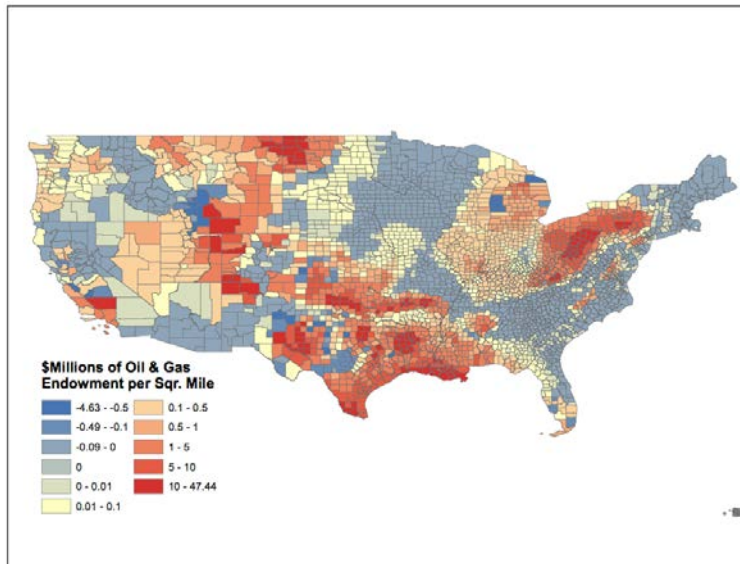 $Millions of Oil & Gas
Endowment per Sqr. Mile
-4.63 - -0.5
-0.49 - -0.1
-0.09 - 0
0
0 - 0.01
0.01 - 0.1
0.1 - 0.5
0.5 - 1
1 - 5
5 - 10
10 - 47.44